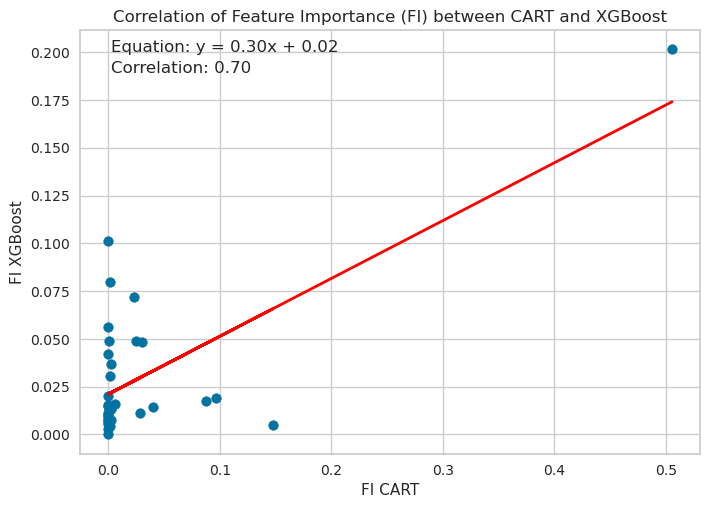 Correlation of Feature Importance (FI) between CART and XGBoost
Equation: y = 0.30x + 0.02
Correlation: 0.70
FI XGBoost
0.200
0.175
0.150
0.125
0.100
0.075
0.050
0.025
0.000
0.0 0.1 0.2 0.3 0.4 0.5
FI CART